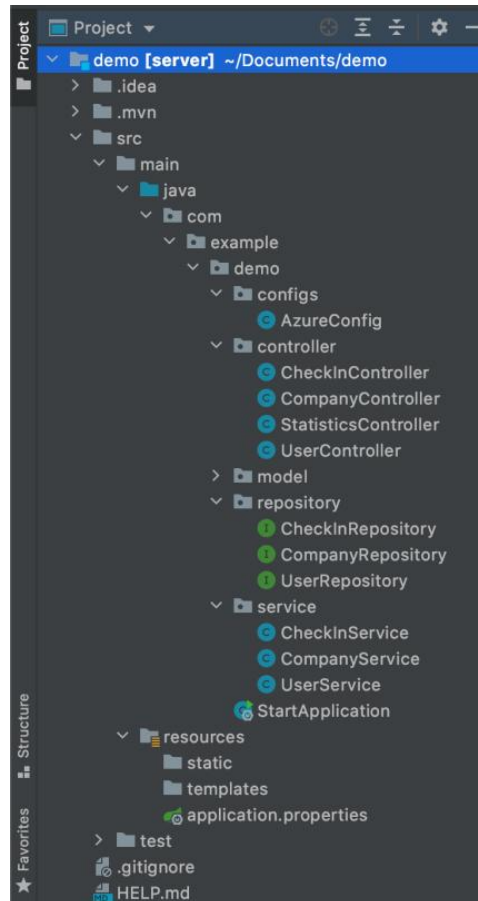 Project
Project
demo [server] ~/Documents/demo
.idea
.mvn
src
main
java
com
example
demo
configs
C AzureConfig
controller
C CheckInController
C CompanyController
C StatisticsController
C UserController
model
repository
I CheckInRepository
I CompanyRepository
I UserRepository
service
C CheckInService
C CompanyService
C UserService
StartApplication
resources
static
templates
application.properties
test
.gitignore
MD HELP.md
Structure
Favorites